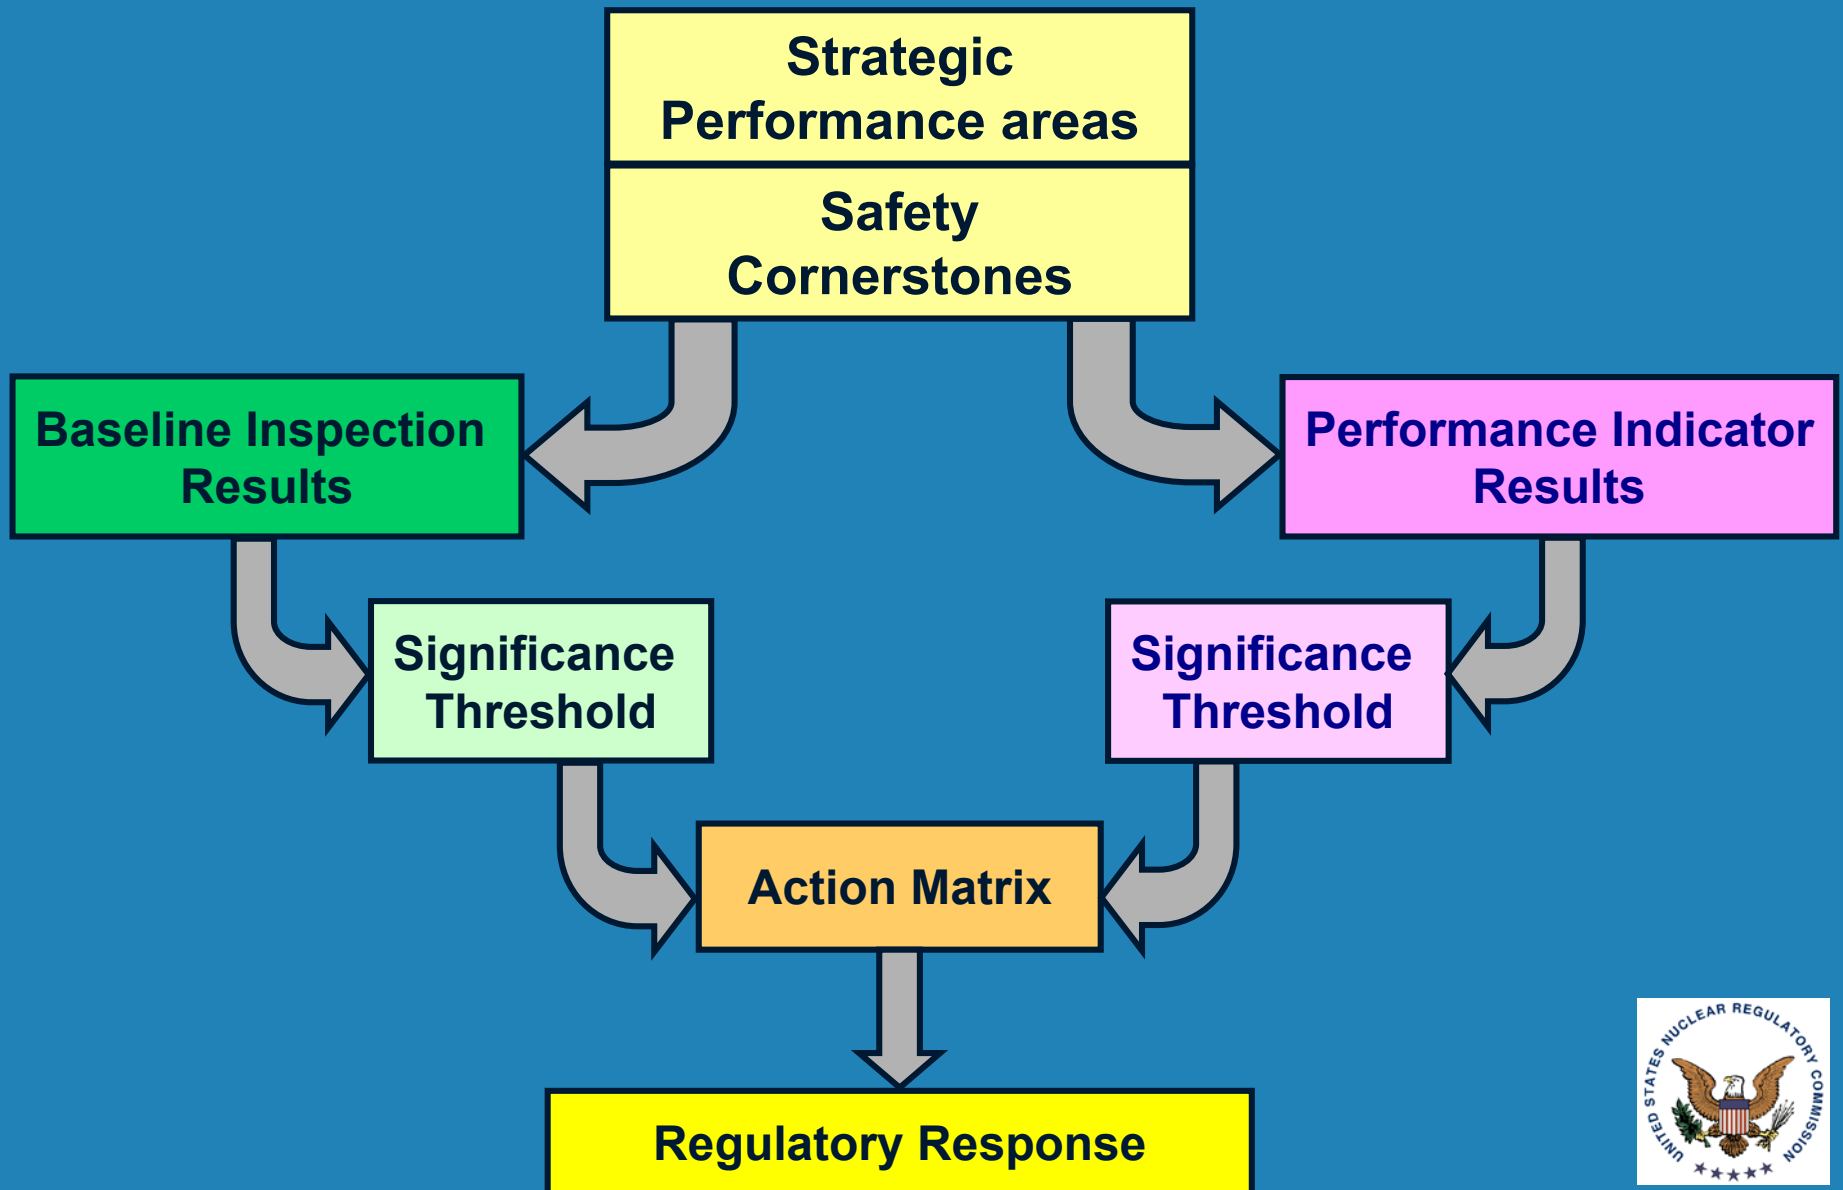 Strategic
Performance areas
Safety
Cornerstones
Baseline Inspection
Results
Performance Indicator
Results
Significance
Threshold
Significance
Threshold
Action Matrix
Regulatory Response
UNITED STATES NUCLEAR REGULATORY COMMISSION